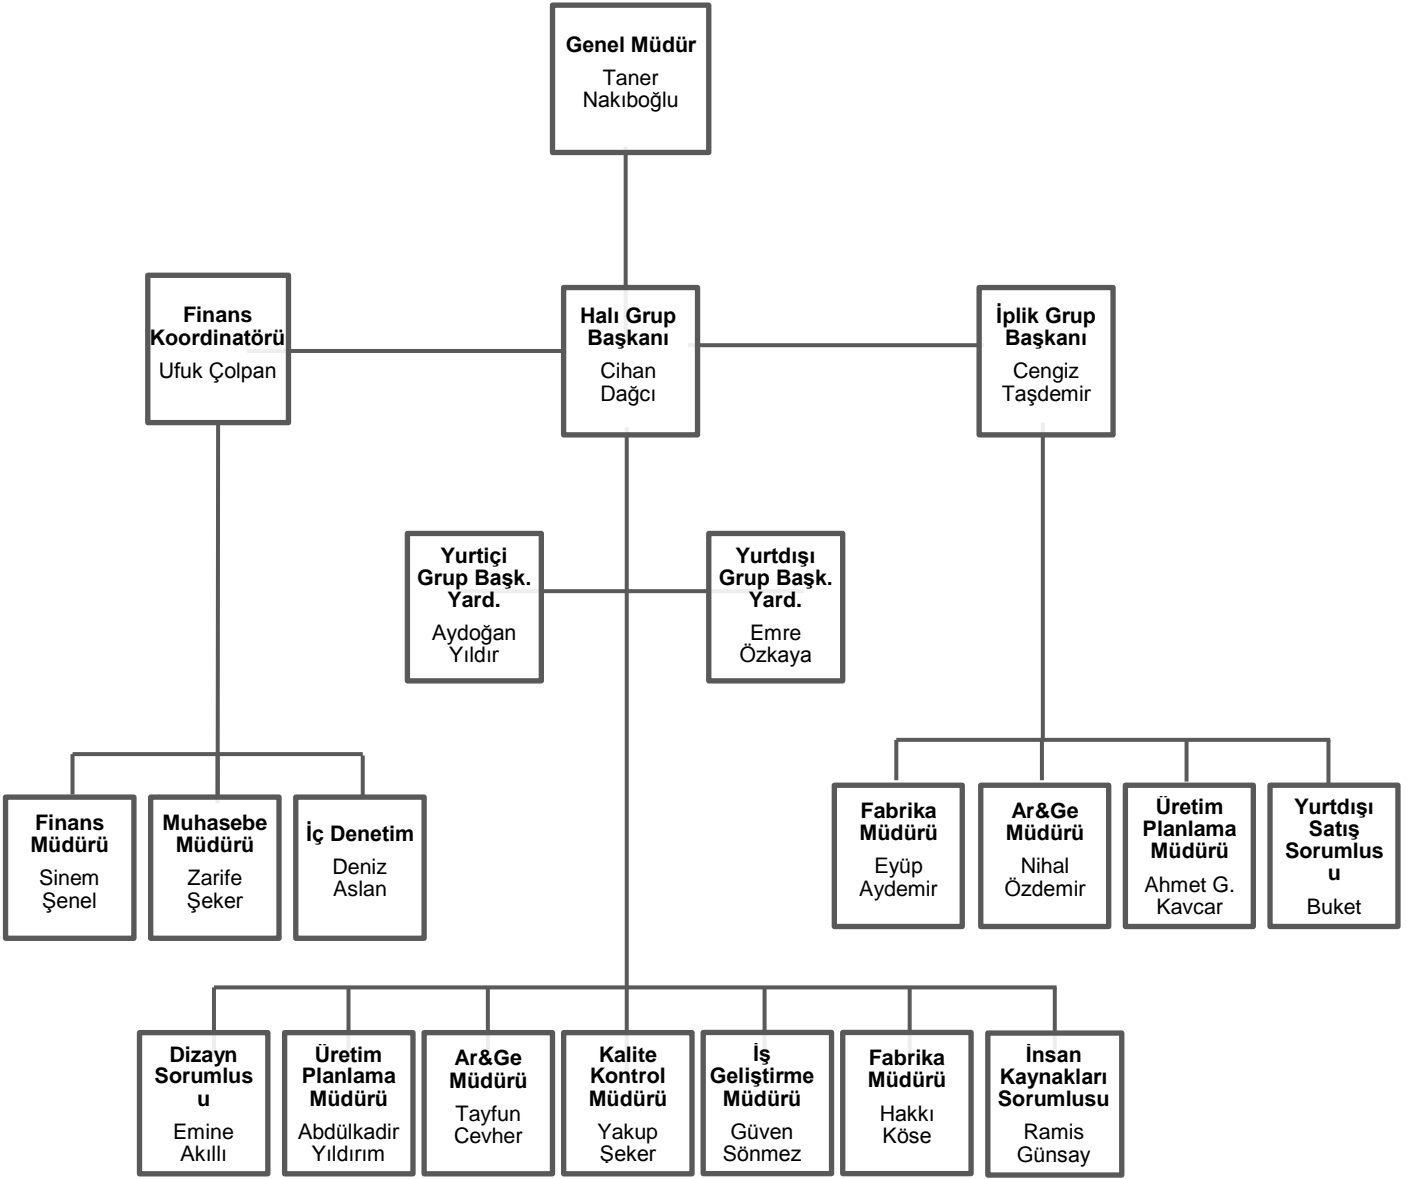 Genel Müdür
Taner
Nakıboğlu
Finans
Koordinatörü
Ufuk Çolpan
Halı Grup
Başkanı
Cihan
Dağcı
İplik Grup
Başkanı
Cengiz
Taşdemir
Yurtiçi
Grup Başk.
Yard.
Aydoğan
Yıldır
Yurtdışı
Grup Başk.
Yard.
Emre
Özkaya
Finans
Müdürü
Sinem
Şenel
Muhasebe
Müdürü
Zarife
Şeker
İç Denetim
Deniz
Aslan
Fabrika
Müdürü
Eyüp
Aydemir
Ar&Ge
Müdürü
Nihal
Özdemir
Üretim
Planlama
Müdürü
Ahmet G.
Kavcar
Yurtdışı
Satış
Sorumlus
u
Buket
Dizayn
Sorumlus
u
Emine
Akıllı
Üretim
Planlama
Müdürü
Abdülkadir
Yıldırım
Ar&Ge
Müdürü
Tayfun
Cevher
Kalite
Kontrol
Müdürü
Yakup
Şeker
İş
Geliştirme
Müdürü
Güven
Sönmez
Fabrika
Müdürü
Hakkı
Köse
İnsan
Kaynakları
Sorumlusu
Ramis
Günsay